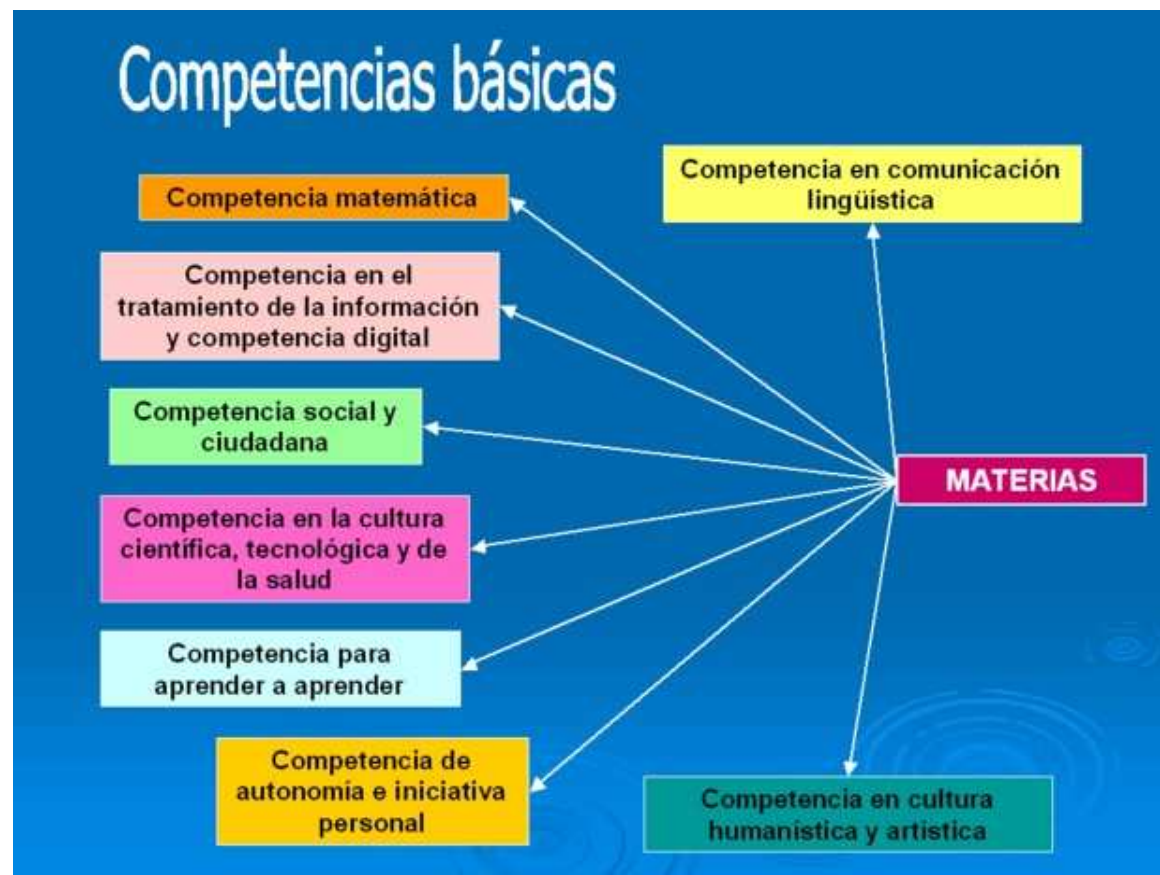 Competencias básicas
Competencia en comunicación
lingüística
Competencia matemática
Competencia en el
tratamiento de la información
y competencia digital
Competencia social y
ciudadana
MATERIAS
Competencia en la cultura
científica, tecnológica y de
la salud
Competencia para
aprender a aprender
Competencia de
autonomía e iniciativa
personal
Competencia en cultura
humanística y artística